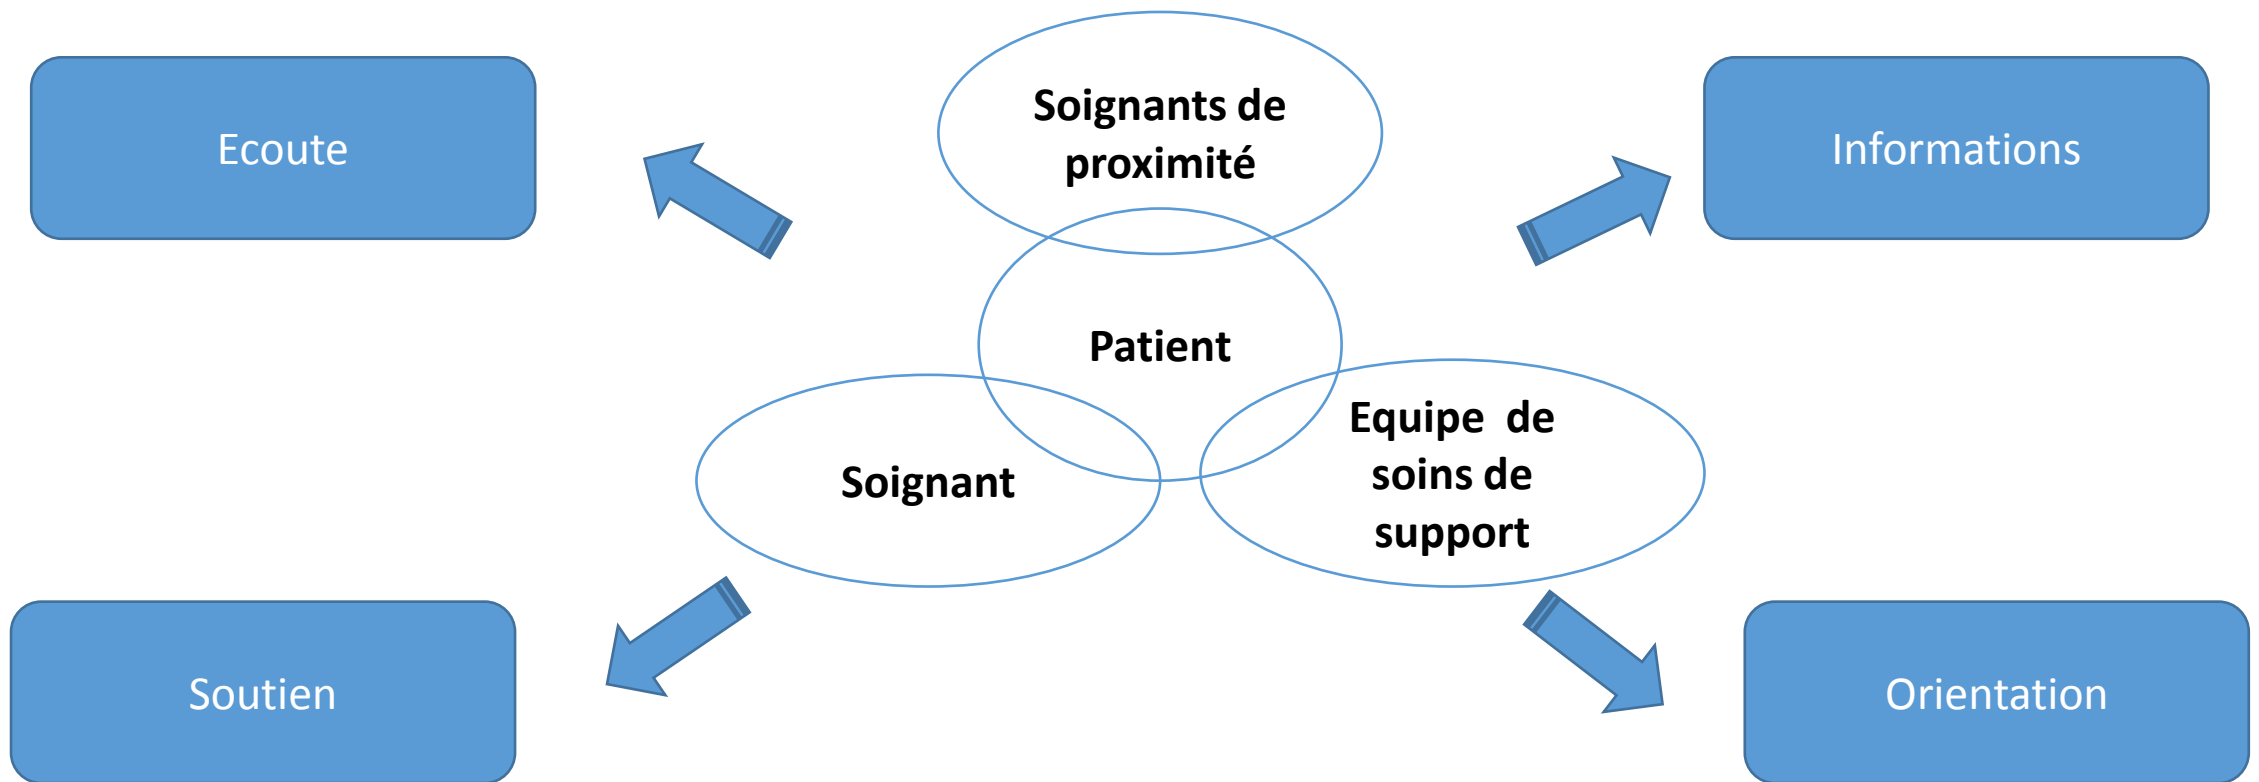 Ecoute
Soignants de
proximité
Informations
Patient
Soignant
Equipe  de
soins de
support
Soutien
Orientation